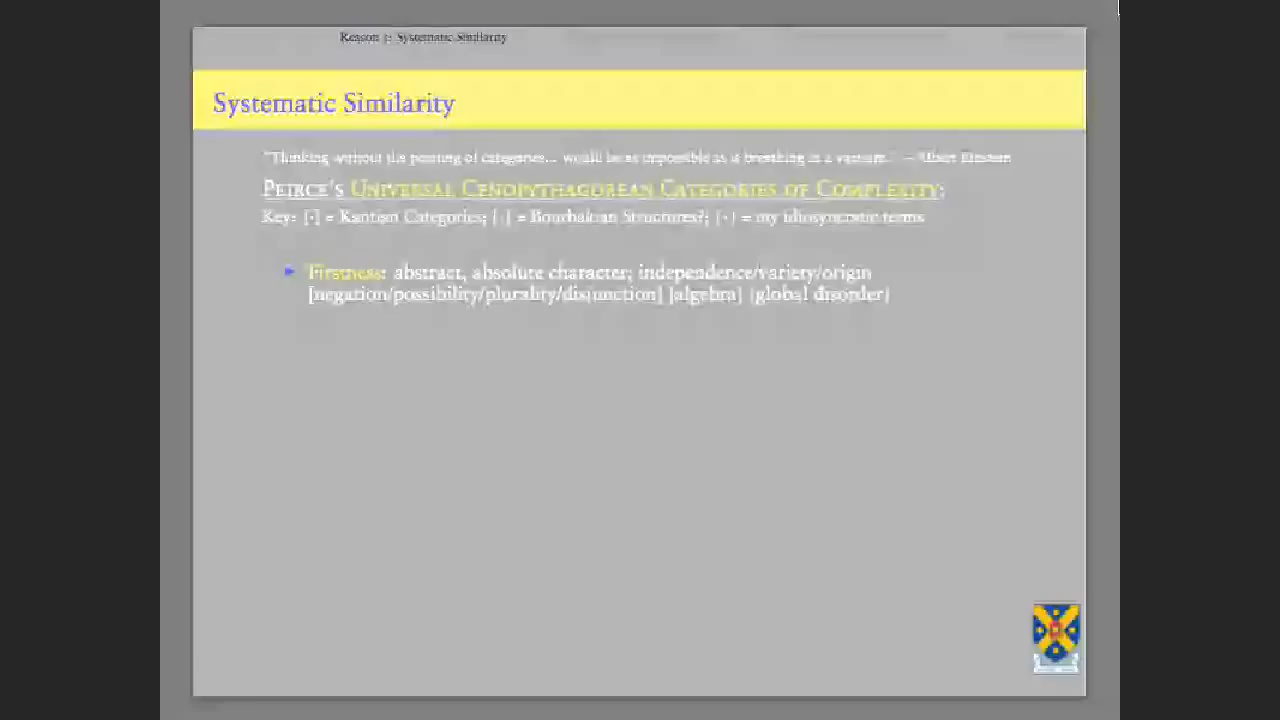 Reason 1: Systematic Similarity
Systematic Similarity
"Thinking without the positing of categories... would be as impossible as is breathing in a vacuum." – Albert Einstein
Peirce's Universal Cenopythagorean Categories of Complexity:
Key: [·] = Kantian Categories; |·| = Bourbakian Structures?; {·} = my idiosyncratic terms
Firstness: abstract, absolute character; independence/variety/origin
[negation/possibility/plurality/disjunction] |algebra| {global disorder}